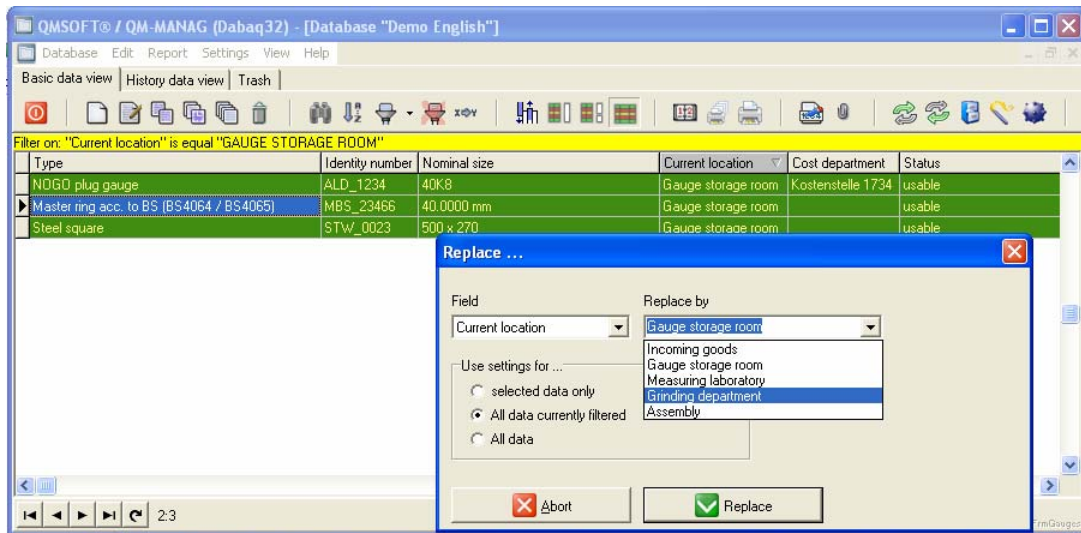 QMSOFT® / QM-MANAG (Dabaq32) - [Database "Demo English"]
Database Edit Report Settings View Help
Basic data view History data view Trash
Filter on: "Current location" is equal "GAUGE STORAGE ROOM"
Type Identity number Nominal size Current location Cost department Status
NOGO plug gauge ALD_1234 40K8 Gauge storage room Kostenstelle 1734 usable
Master ring acc. to BS (BS4064 / BS4065) MBS_23466 40.0000 mm Gauge storage room usable
Steel square STW_0023 500 x 270 Gauge storage room usable
Replace ...
Field Replace by
Current location Gauge storage room
Incoming goods
Gauge storage room
Measuring laboratory
Grinding department
Assembly
Use settings for ...
selected data only
All data currently filtered
All data
Abort Replace
2:3
FrmGauges